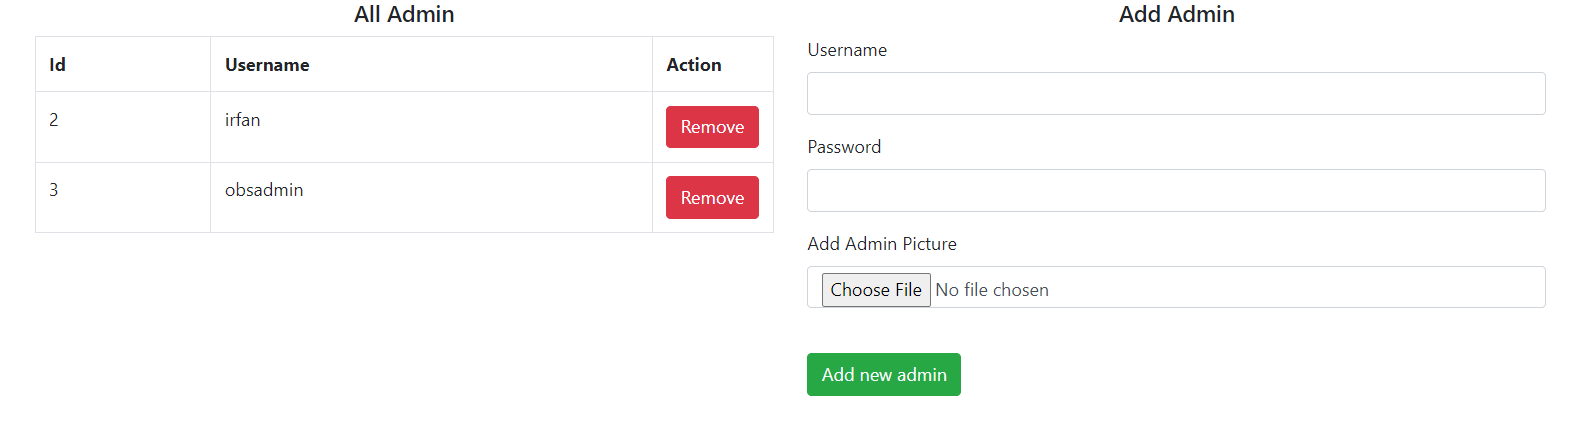 All Admin
Id Username Action
2 irfan Remove
3 obsadmin Remove
Add Admin
Username
Password
Add Admin Picture
Choose File No file chosen
Add new admin